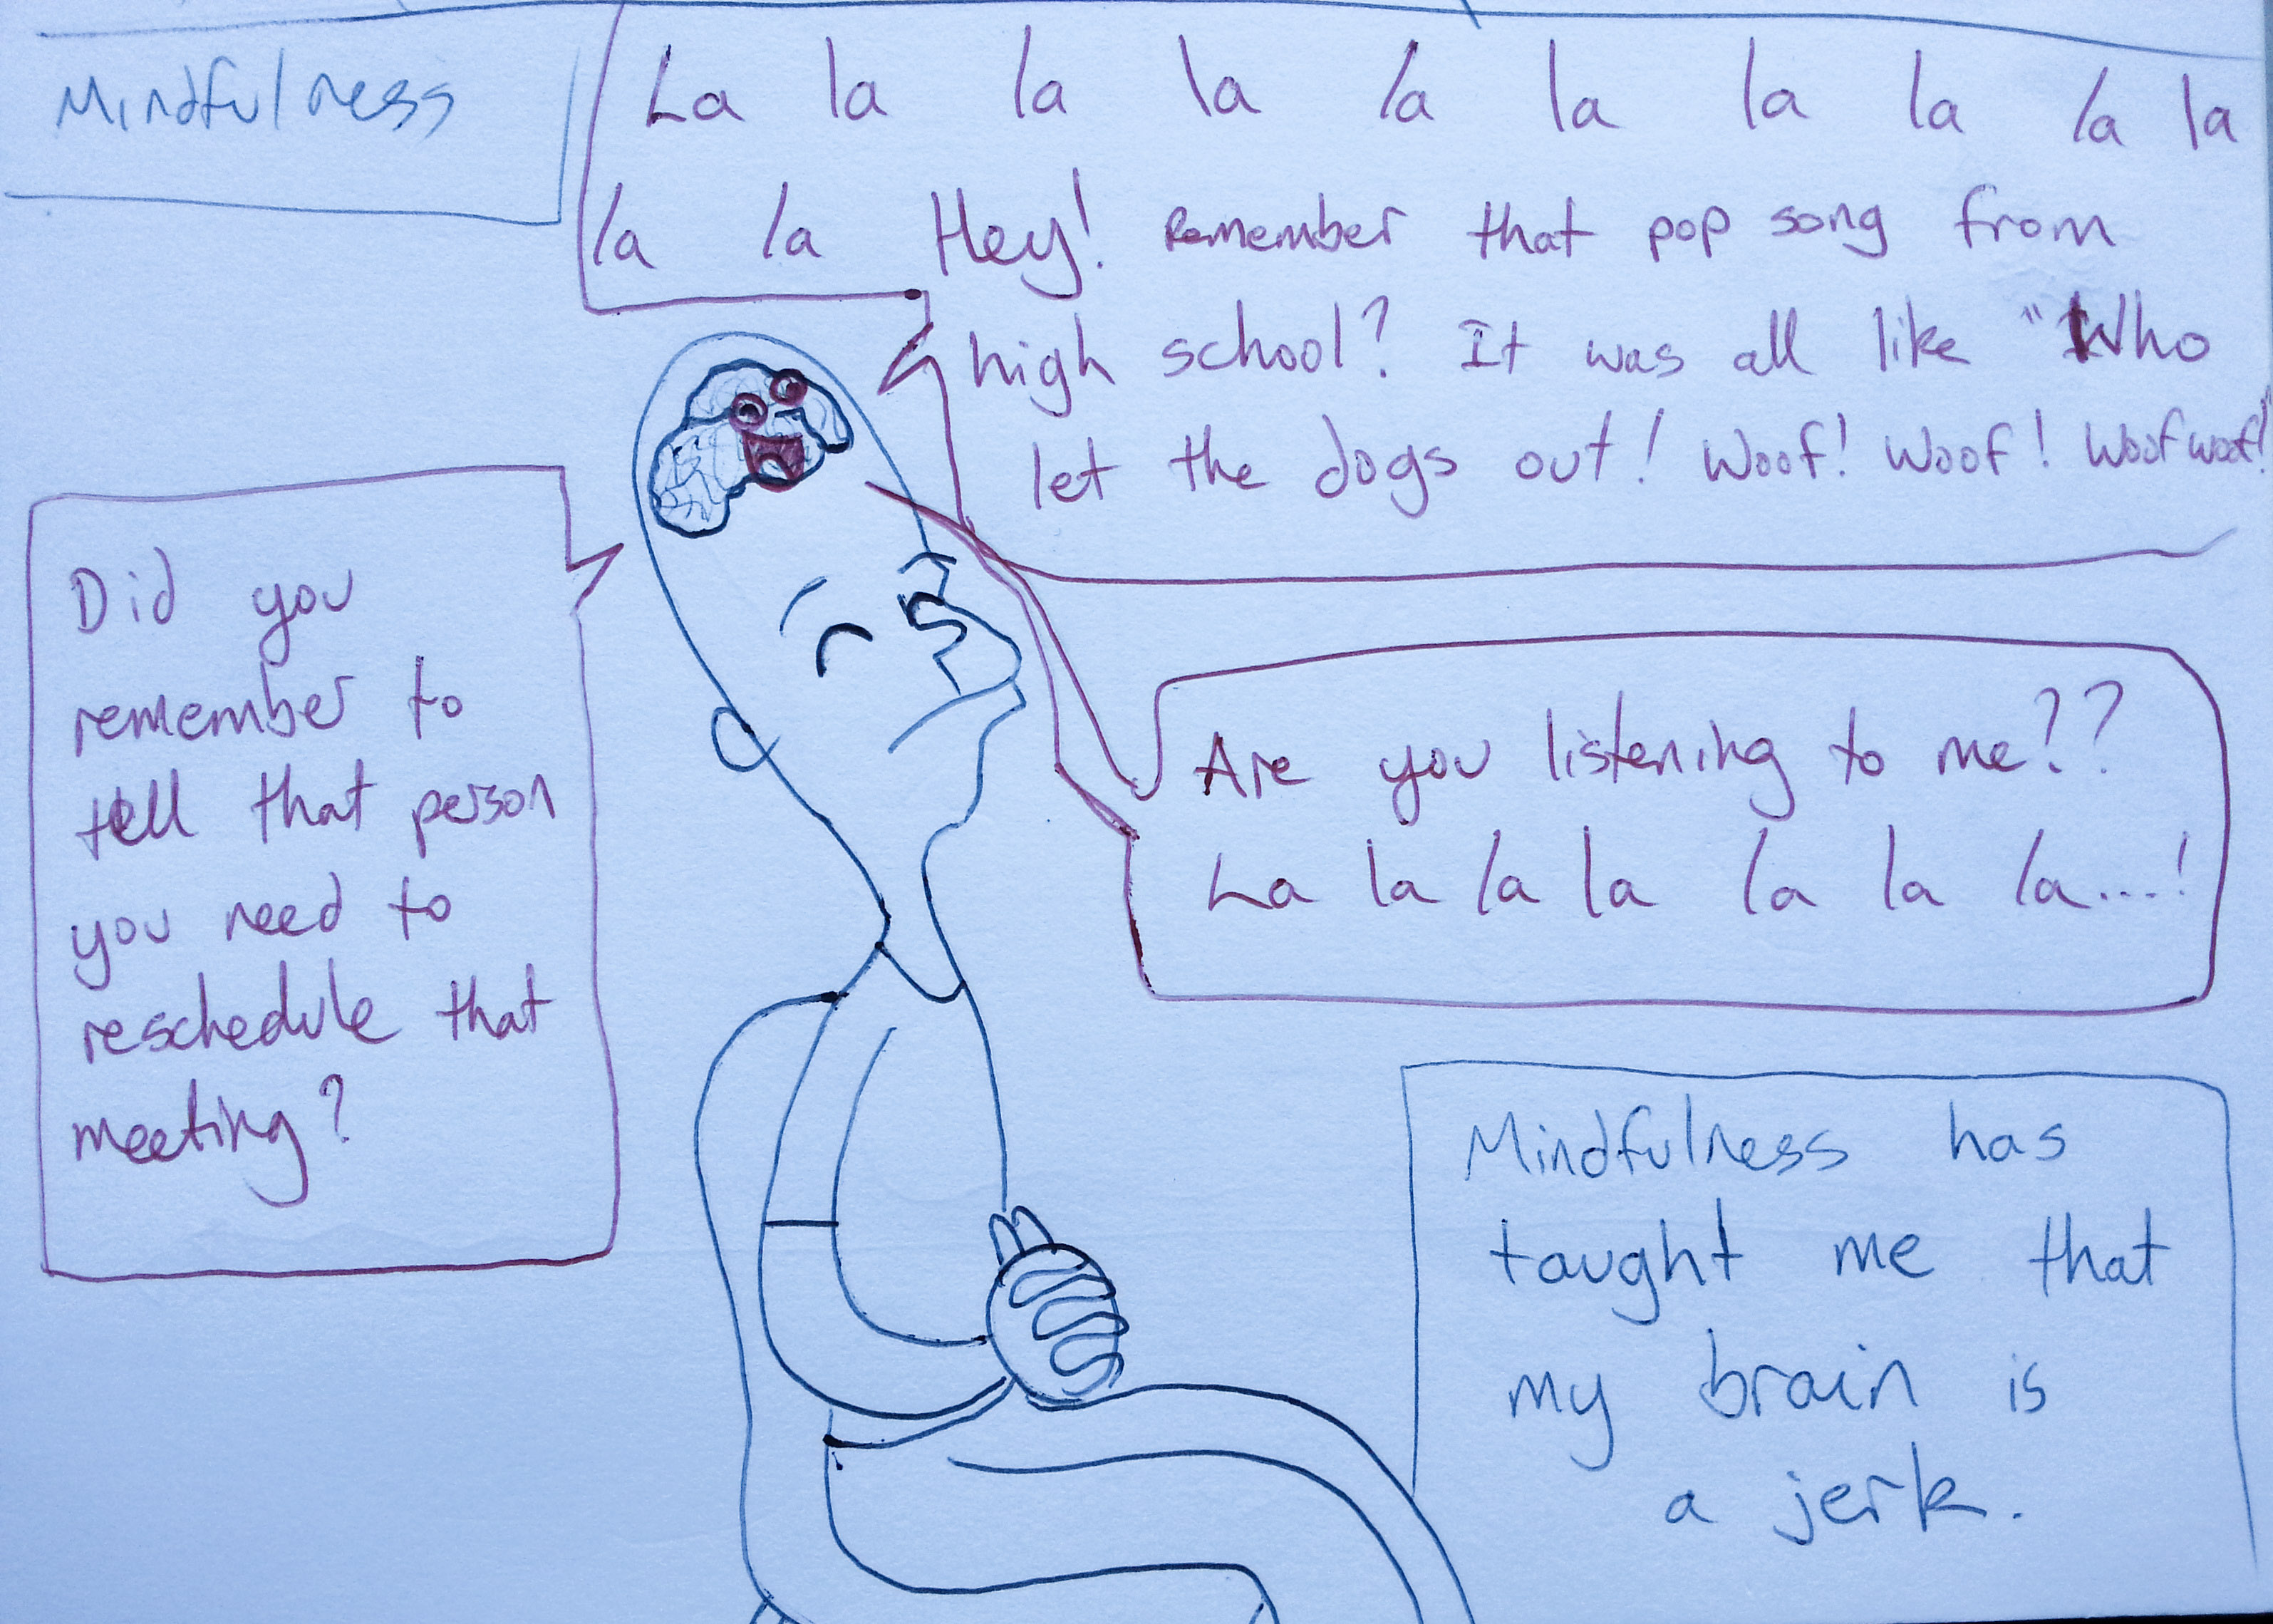 Mindfulness
La la la la la la la la la la
la la Hey! Remember that pop song from
high school? It was all like "Who
let the dogs out! Woof! Woof! Woof woof!"
Did you
remember to
tell that person
you need to
reschedule that
meeting?
Are you listening to me??
La la la la la la la....!
Mindfulness has
taught me that
my brain is
a jerk.